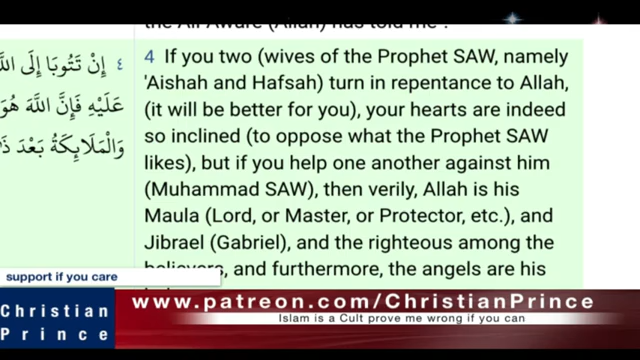 the All-Aware (Allah) has told me".
٤ إِنْ تَتُوبَا إِلَى
عَلَيْهِ فَإِنَّ اللَّهَ هُوَ
وَالْمَلَائِكَةُ بَعْدَ
4 If you two (wives of the Prophet SAW, namely
'Aishah and Hafsah) turn in repentance to Allah,
(it will be better for you), your hearts are indeed
so inclined (to oppose what the Prophet SAW
likes), but if you help one another against him
(Muhammad SAW), then verily, Allah is his
Maula (Lord, or Master, or Protector, etc.), and
Jibrael (Gabriel), and the righteous among the
believers, and furthermore, the angels are his
support if you care
Christian
Prince
www.patreon.com/ChristianPrince
Islam is a Cult prove me wrong if you can